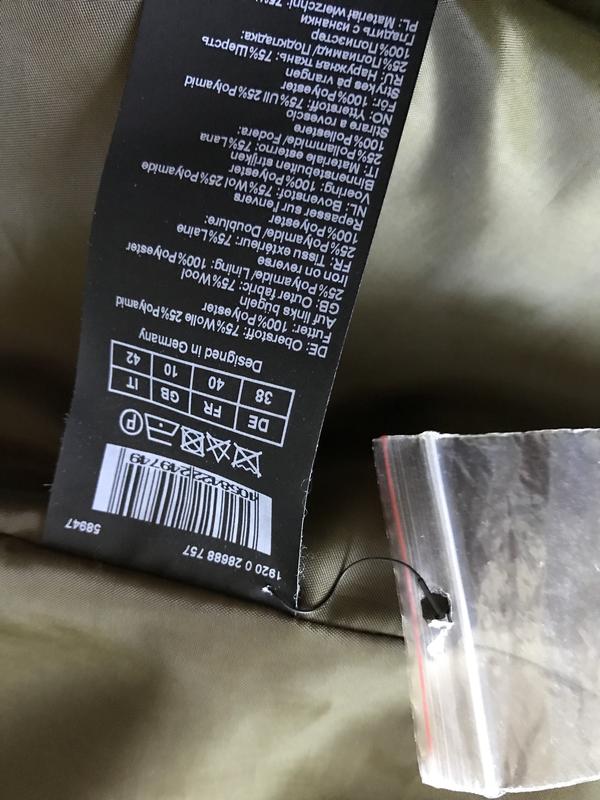 1920 0 28688 757 58947
P
DE FR GB IT
38 40 10 42
Designed in Germany
DE: Oberstoff: 75%Wolle 25%Polyamid
Futter: 100%Polyester
Auf links bügeln
GB: Outer fabric: 75%Wool
25%Polyamide/ Lining: 100%Polyester
Iron on reverse
FR: Tissu extérieur: 75%Laine
25%Polyamide/ Doublure:
100%Polyester
Repasser sur l'envers
NL: Bovenstof: 75%Wol 25%Polyamide
Voering: 100%Polyester
Binnenstebuiten strijken
IT: Materiale esterno: 75%Lana
25%Poliammide/ Fodera:
100%Poliestere
Stirare a rovescio
NO: Ytterstoff: 75%Ull 25%Polyamid
Fôr: 100%Polyester
Strykes på vrangen
RU: Наружная ткань: 75%Шерсть
25%Полиамид/ Подкладка:
100%Полиэстер
Гладить с изнанки
PL: Materiał wierzchni: 75%